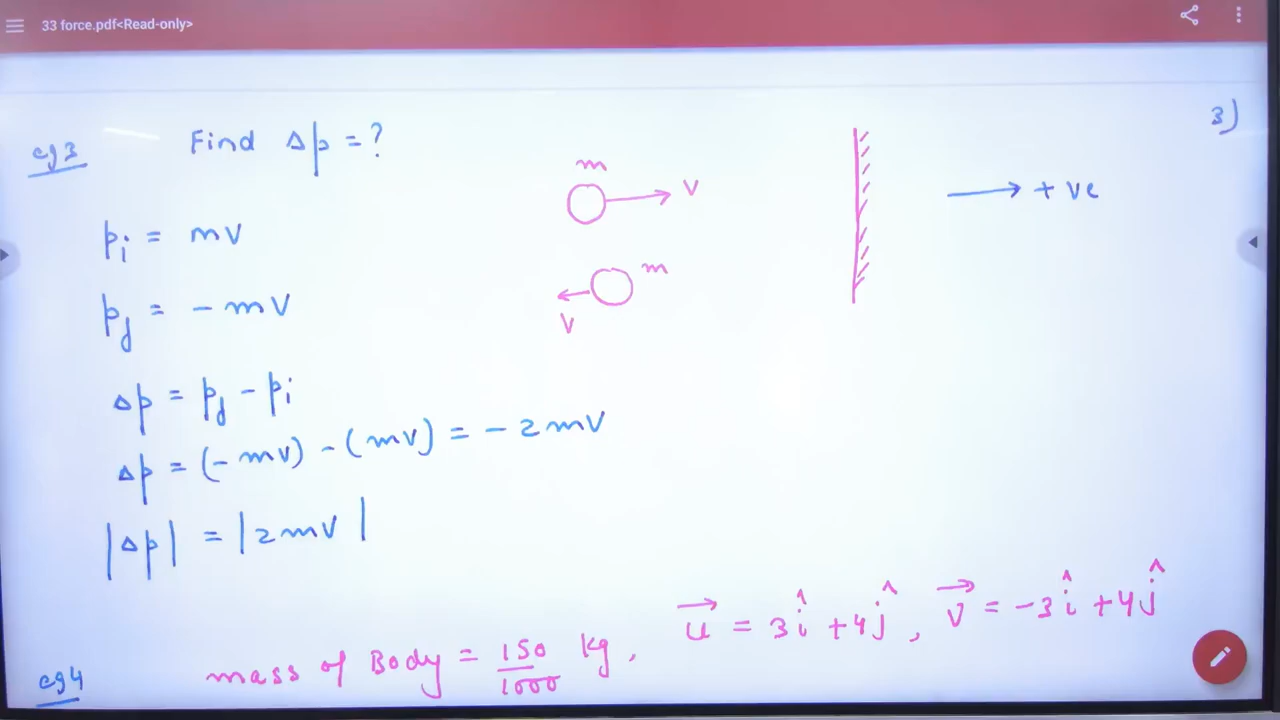 33 force.pdf<Read-only>
3)
eg3 Find Δp = ?
m
V
→ + ve
pi = mV
m
V
pf = - mV
Δp = pf - pi
Δp = (- mV) - (mV) = - 2mV
|Δp| = |2mV|
eg4 mass of Body = 150/1000 kg, u⃗ = 3î + 4ĵ, v⃗ = -3î + 4ĵ